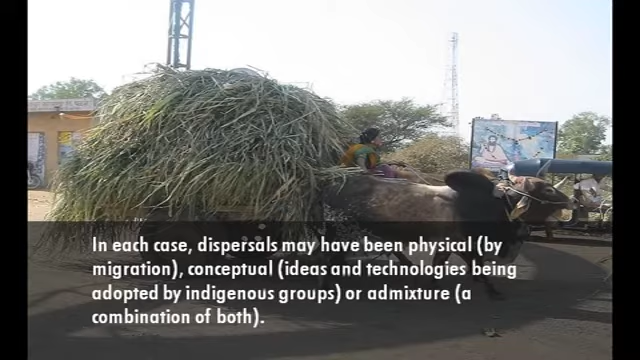 In each case, dispersals may have been physical (by
migration), conceptual (ideas and technologies being
adopted by indigenous groups) or admixture (a
combination of both).